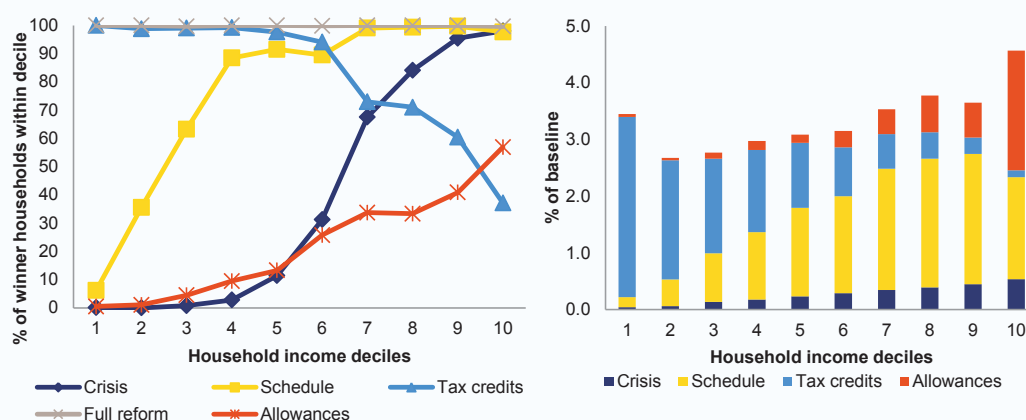 % of winner households within decile
100
90
80
70
60
50
40
30
20
10
0
1 2 3 4 5 6 7 8 9 10
Household income deciles
Crisis Schedule Tax credits
Full reform Allowances
% of baseline
5.0
4.0
3.0
2.0
1.0
0.0
1 2 3 4 5 6 7 8 9 10
Household income deciles
Crisis Schedule Tax credits Allowances